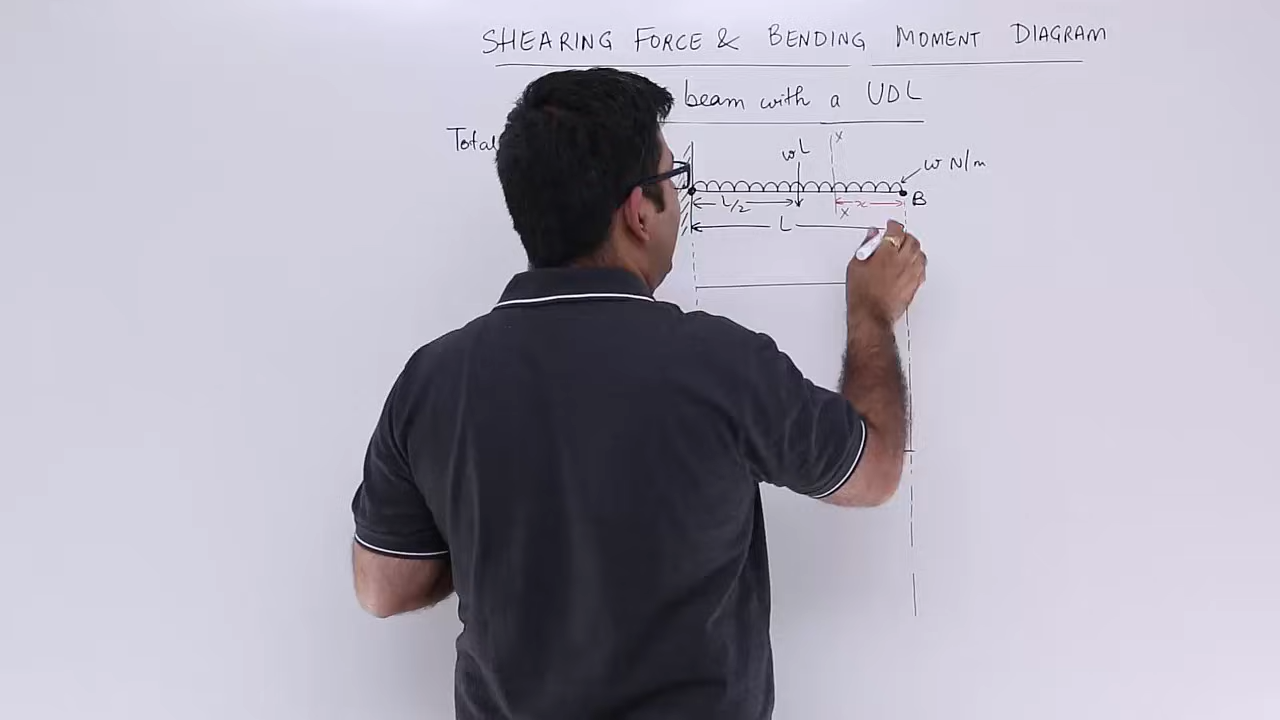 SHEARING FORCE & BENDING MOMENT DIAGRAM
beam with a UDL
Total
wL
x
w N/m
L/2
x
x
B
L